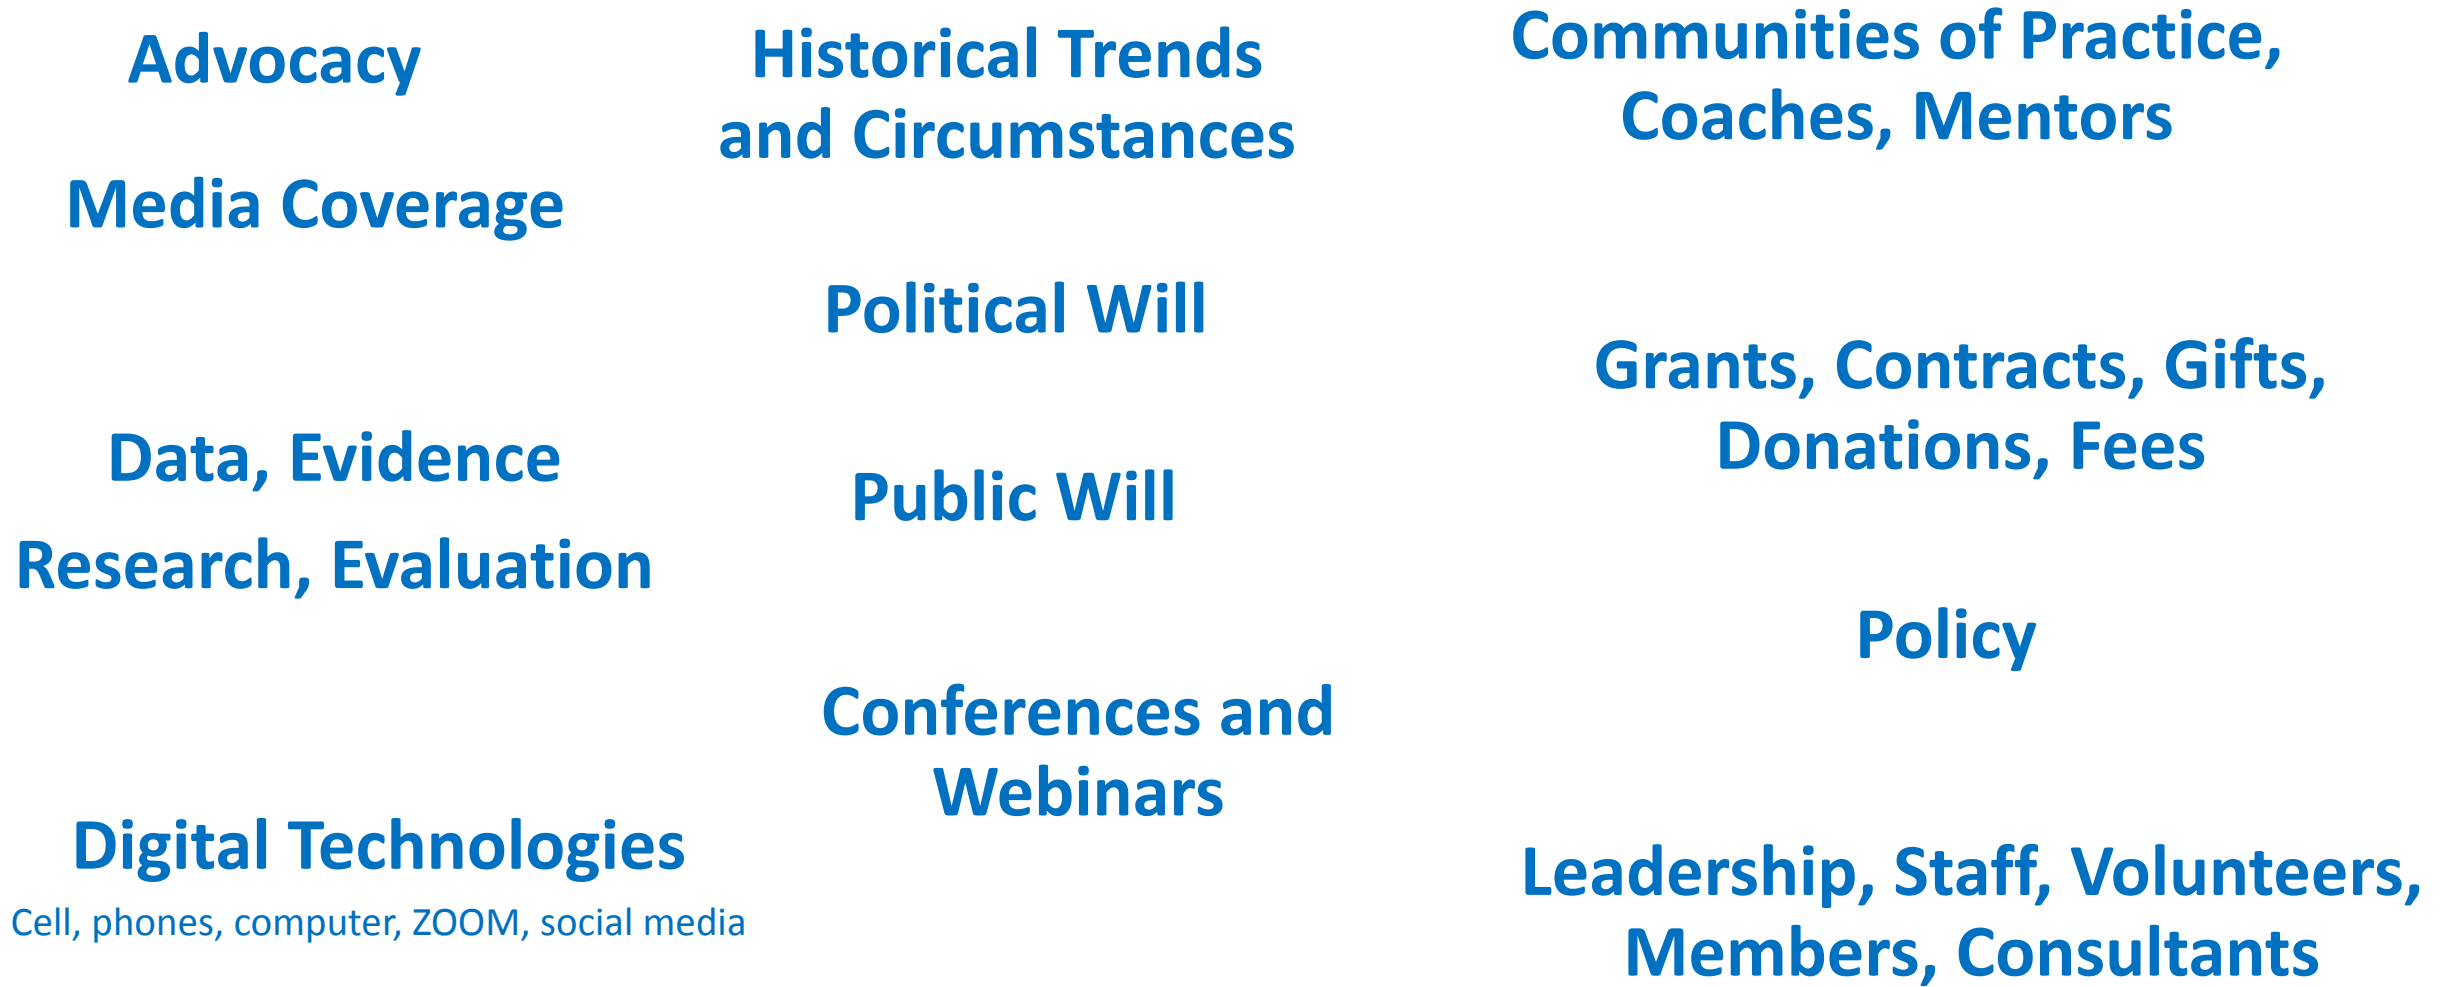 Advocacy
Media Coverage
Data, Evidence
Research, Evaluation
Digital Technologies
Cell, phones, computer, ZOOM, social media
Historical Trends
and Circumstances
Political Will
Public Will
Conferences and
Webinars
Communities of Practice,
Coaches, Mentors
Grants, Contracts, Gifts,
Donations, Fees
Policy
Leadership, Staff, Volunteers,
Members, Consultants